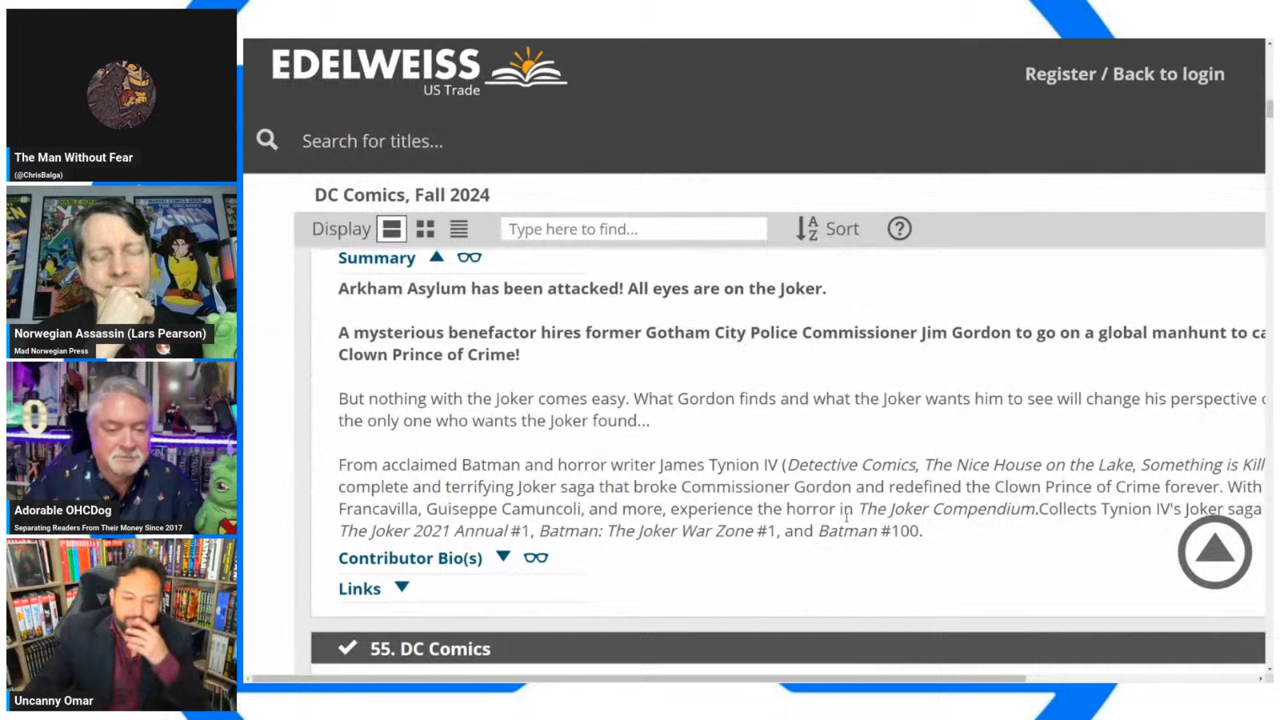 The Man Without Fear
(@ChrisBalga)
Norwegian Assassin (Lars Pearson)
Mad Norwegian Press
Adorable OHCDog
Separating Readers From Their Money Since 2017
Uncanny Omar
EDELWEISS
US Trade
Register / Back to login
Search for titles...
DC Comics, Fall 2024
Display
Type here to find...
A
Z
Sort
?
Summary
Arkham Asylum has been attacked! All eyes are on the Joker.
A mysterious benefactor hires former Gotham City Police Commissioner Jim Gordon to go on a global manhunt to ca
Clown Prince of Crime!
But nothing with the Joker comes easy. What Gordon finds and what the Joker wants him to see will change his perspective
the only one who wants the Joker found...
From acclaimed Batman and horror writer James Tynion IV (Detective Comics, The Nice House on the Lake, Something is Kil
complete and terrifying Joker saga that broke Commissioner Gordon and redefined the Clown Prince of Crime forever. With
Francavilla, Guiseppe Camuncoli, and more, experience the horror in The Joker Compendium.Collects Tynion IV's Joker saga
The Joker 2021 Annual #1, Batman: The Joker War Zone #1, and Batman #100.
Contributor Bio(s)
Links
55. DC Comics